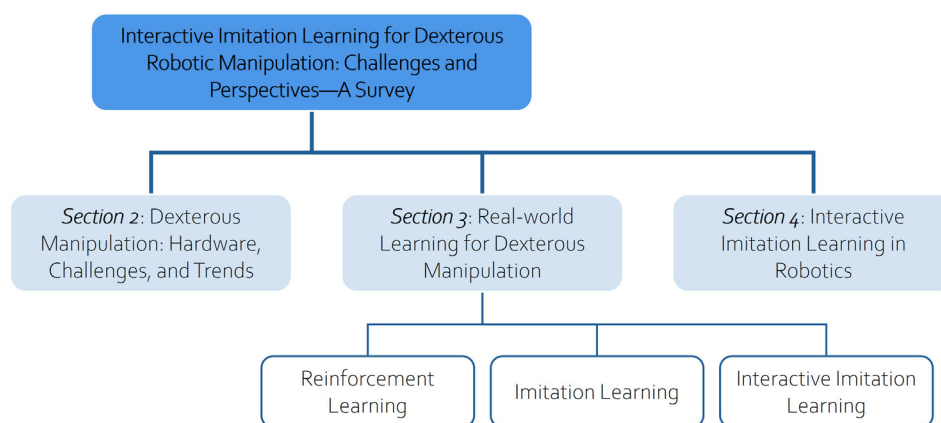 Interactive Imitation Learning for Dexterous
Robotic Manipulation: Challenges and
Perspectives—A Survey
Section 2: Dexterous
Manipulation: Hardware,
Challenges, and Trends
Section 3: Real-world
Learning for Dexterous
Manipulation
Section 4: Interactive
Imitation Learning in
Robotics
Reinforcement
Learning
Imitation Learning
Interactive Imitation
Learning